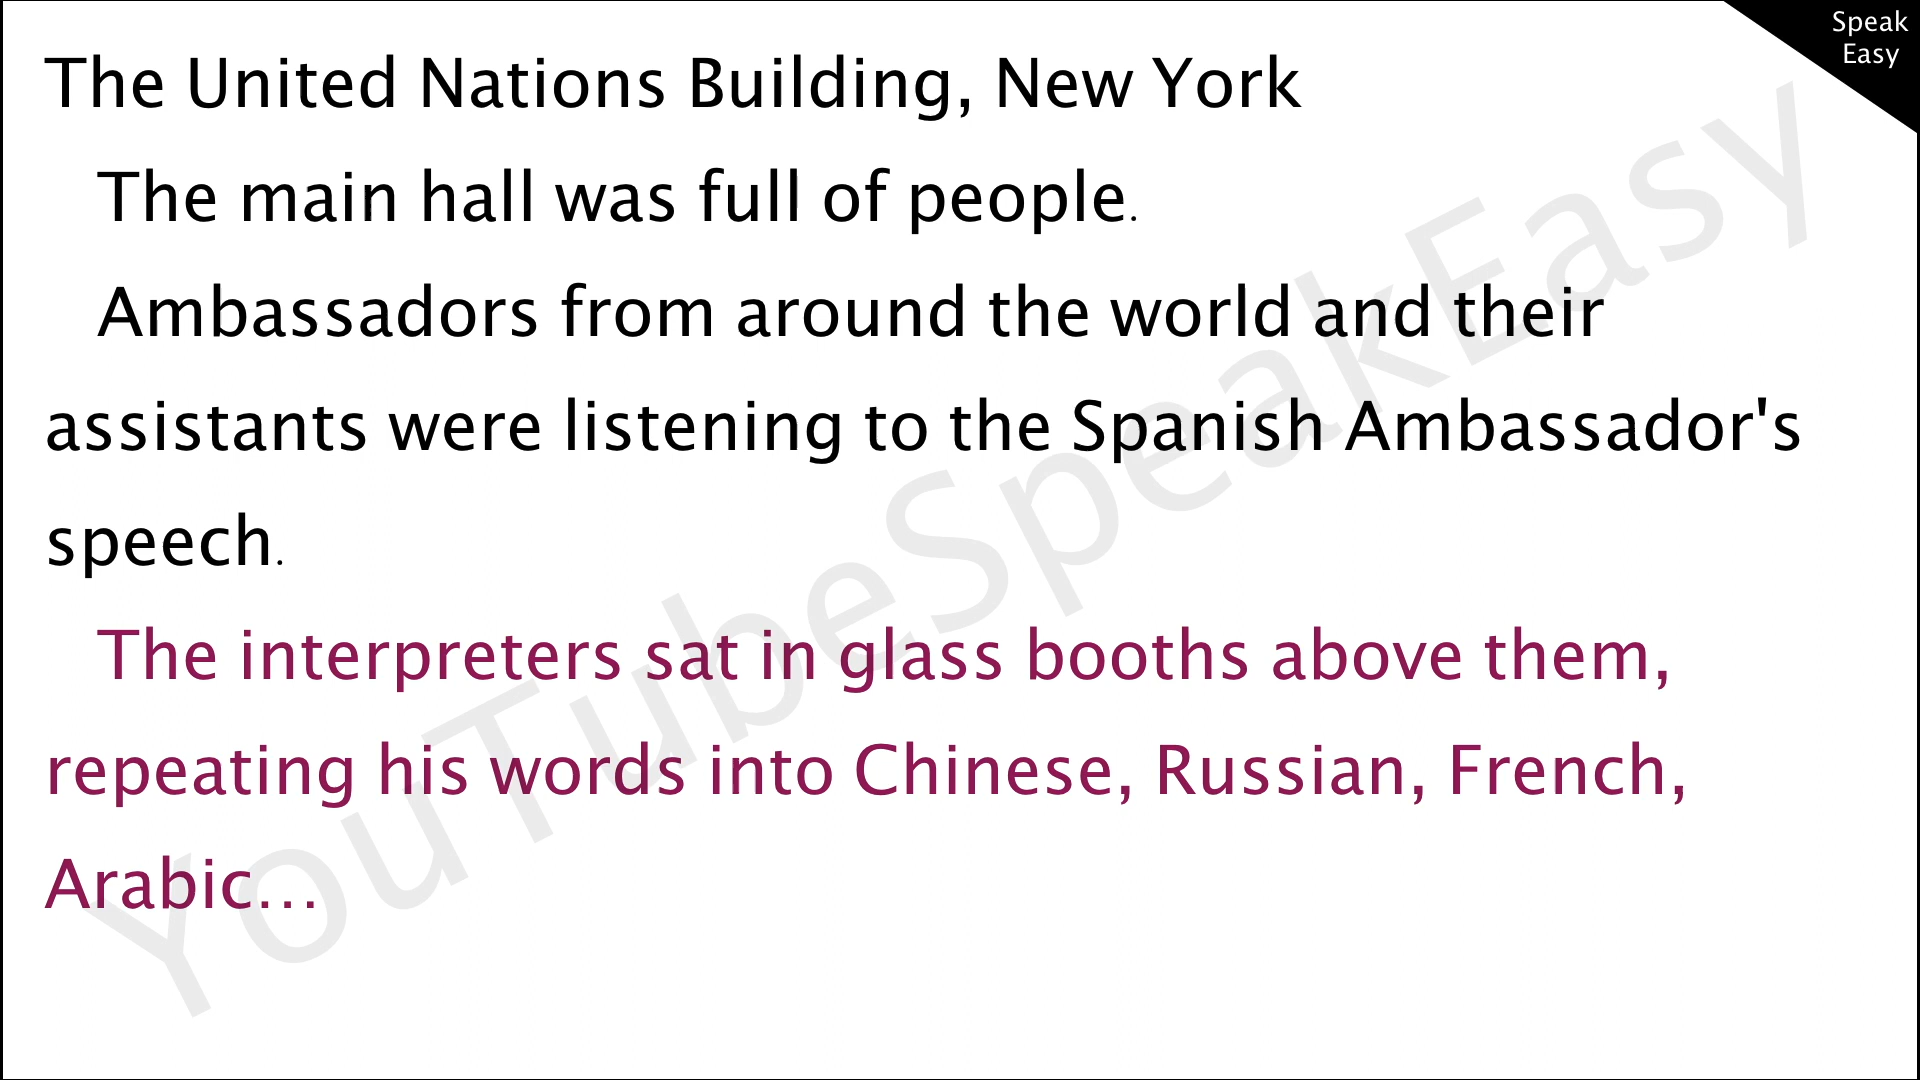 Speak
Easy
The United Nations Building, New York
The main hall was full of people.
Ambassadors from around the world and their
assistants were listening to the Spanish Ambassador's
speech.
The interpreters sat in glass booths above them,
repeating his words into Chinese, Russian, French,
Arabic...
YouTubeSpeakEasy